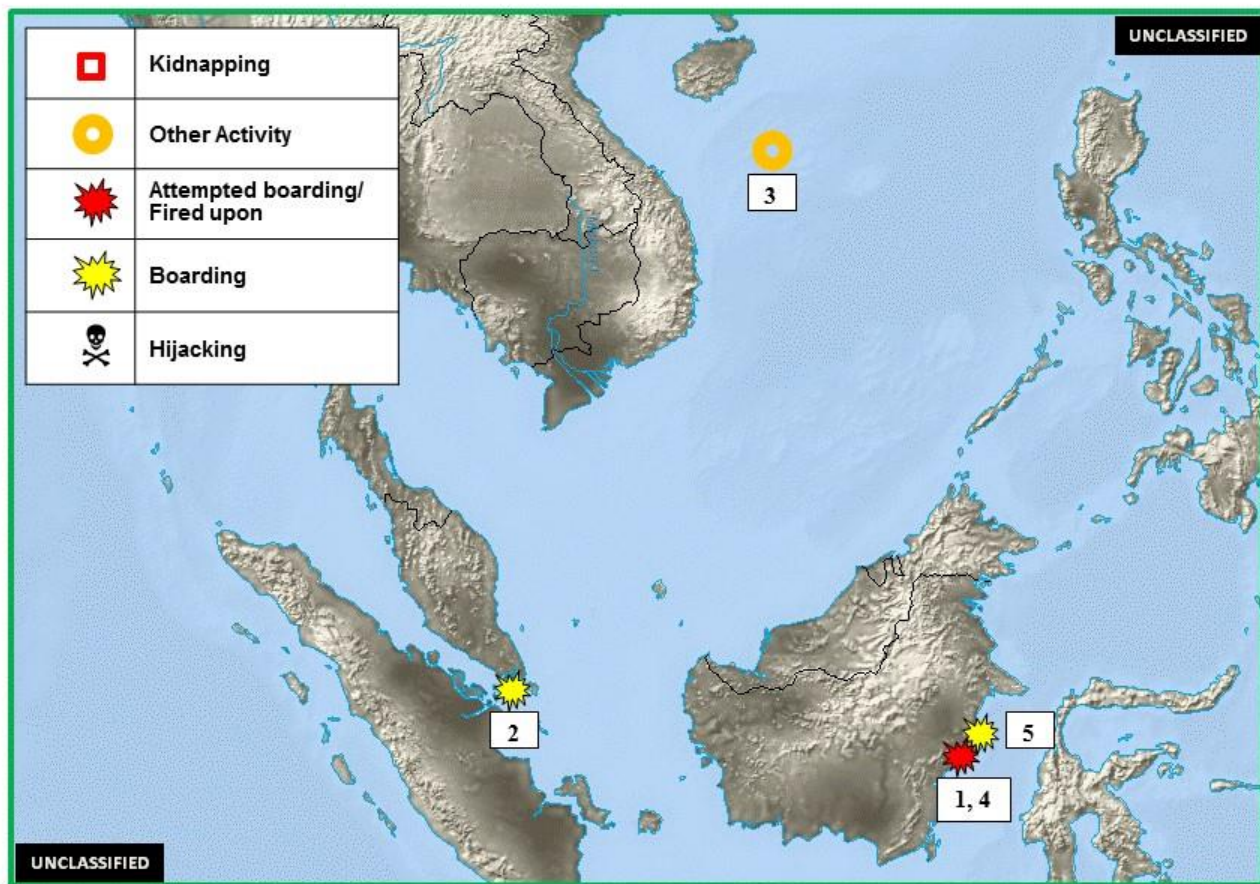 UNCLASSIFIED
Kidnapping
Other Activity
Attempted boarding/
Fired upon
Boarding
Hijacking
3
2
5
1, 4
UNCLASSIFIED